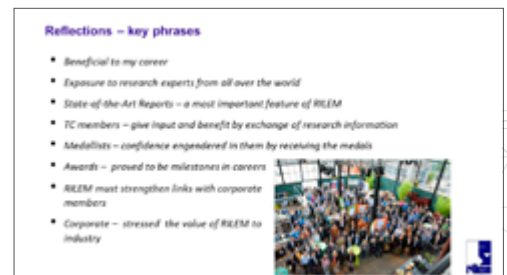 Reflections – key phrases
▪ Beneficial to my career
▪ Exposure to research experts from all over the world
▪ State-of-the-Art Reports – a most important feature of RILEM
▪ TC members – give input and benefit by exchange of research information
▪ Medallists – confidence engendered in them by receiving the medals
▪ Awards – proved to be milestones in careers
▪ RILEM must strengthen links with corporate
members
▪ Corporate – stressed the value of RILEM to
industry